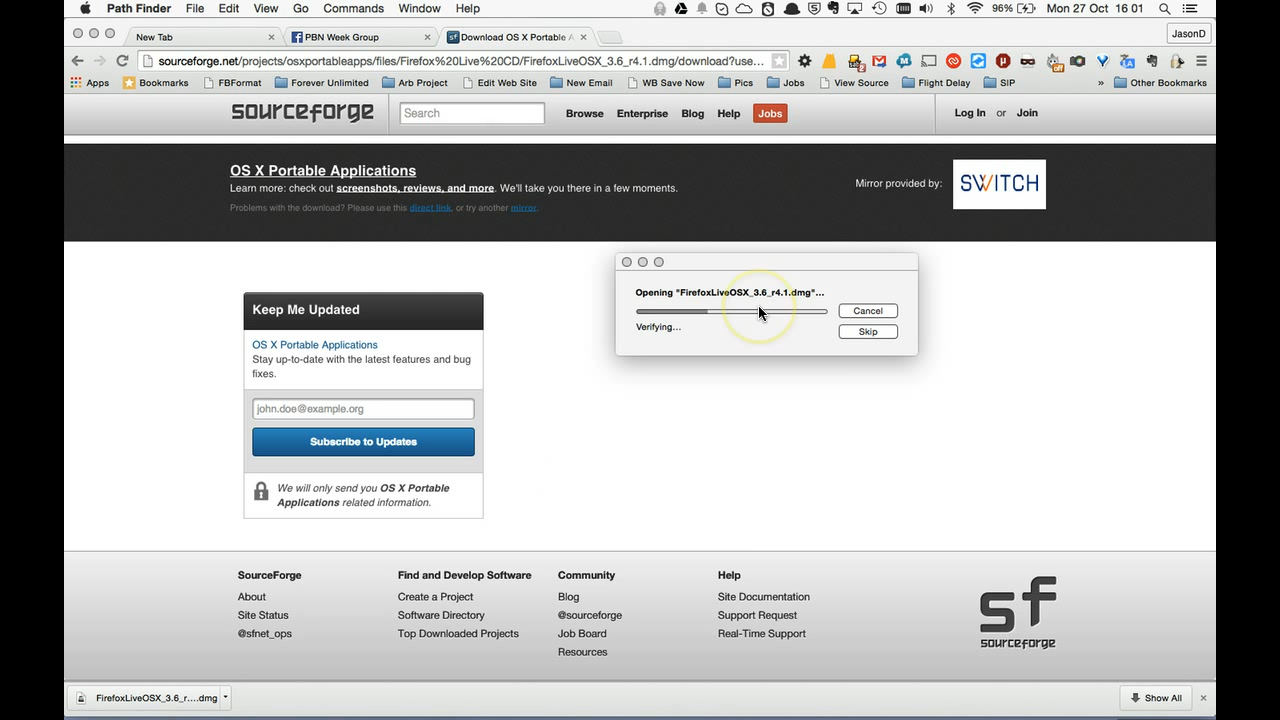 Path Finder File Edit View Go Commands Window Help 96% Mon 27 Oct 16 01
New Tab PBN Week Group Download OS X Portable A JasonD
sourceforge.net/projects/osxportableapps/files/Firefox%20Live%20CD/FirefoxLiveOSX_3.6_r4.1.dmg/download?use...
Apps Bookmarks FBFormat Forever Unlimited Arb Project Edit Web Site New Email WB Save Now Pics Jobs View Source Flight Delay SIP » Other Bookmarks
sourceforge Search Browse Enterprise Blog Help Jobs Log In or Join
OS X Portable Applications
Learn more: check out screenshots, reviews, and more. We'll take you there in a few moments.
Problems with the download? Please use this direct link, or try another mirror.
Mirror provided by: SWITCH
Opening "FirefoxLiveOSX_3.6_r4.1.dmg"...
Cancel
Verifying...
Skip
Keep Me Updated
OS X Portable Applications
Stay up-to-date with the latest features and bug
fixes.
john.doe@example.org
Subscribe to Updates
We will only send you OS X Portable
Applications related information.
SourceForge Find and Develop Software Community Help
About Create a Project Blog Site Documentation
Site Status Software Directory @sourceforge Support Request
@sfnet_ops Top Downloaded Projects Job Board Real-Time Support
Resources
sf
sourceforge
FirefoxLiveOSX_3.6_r....dmg Show All